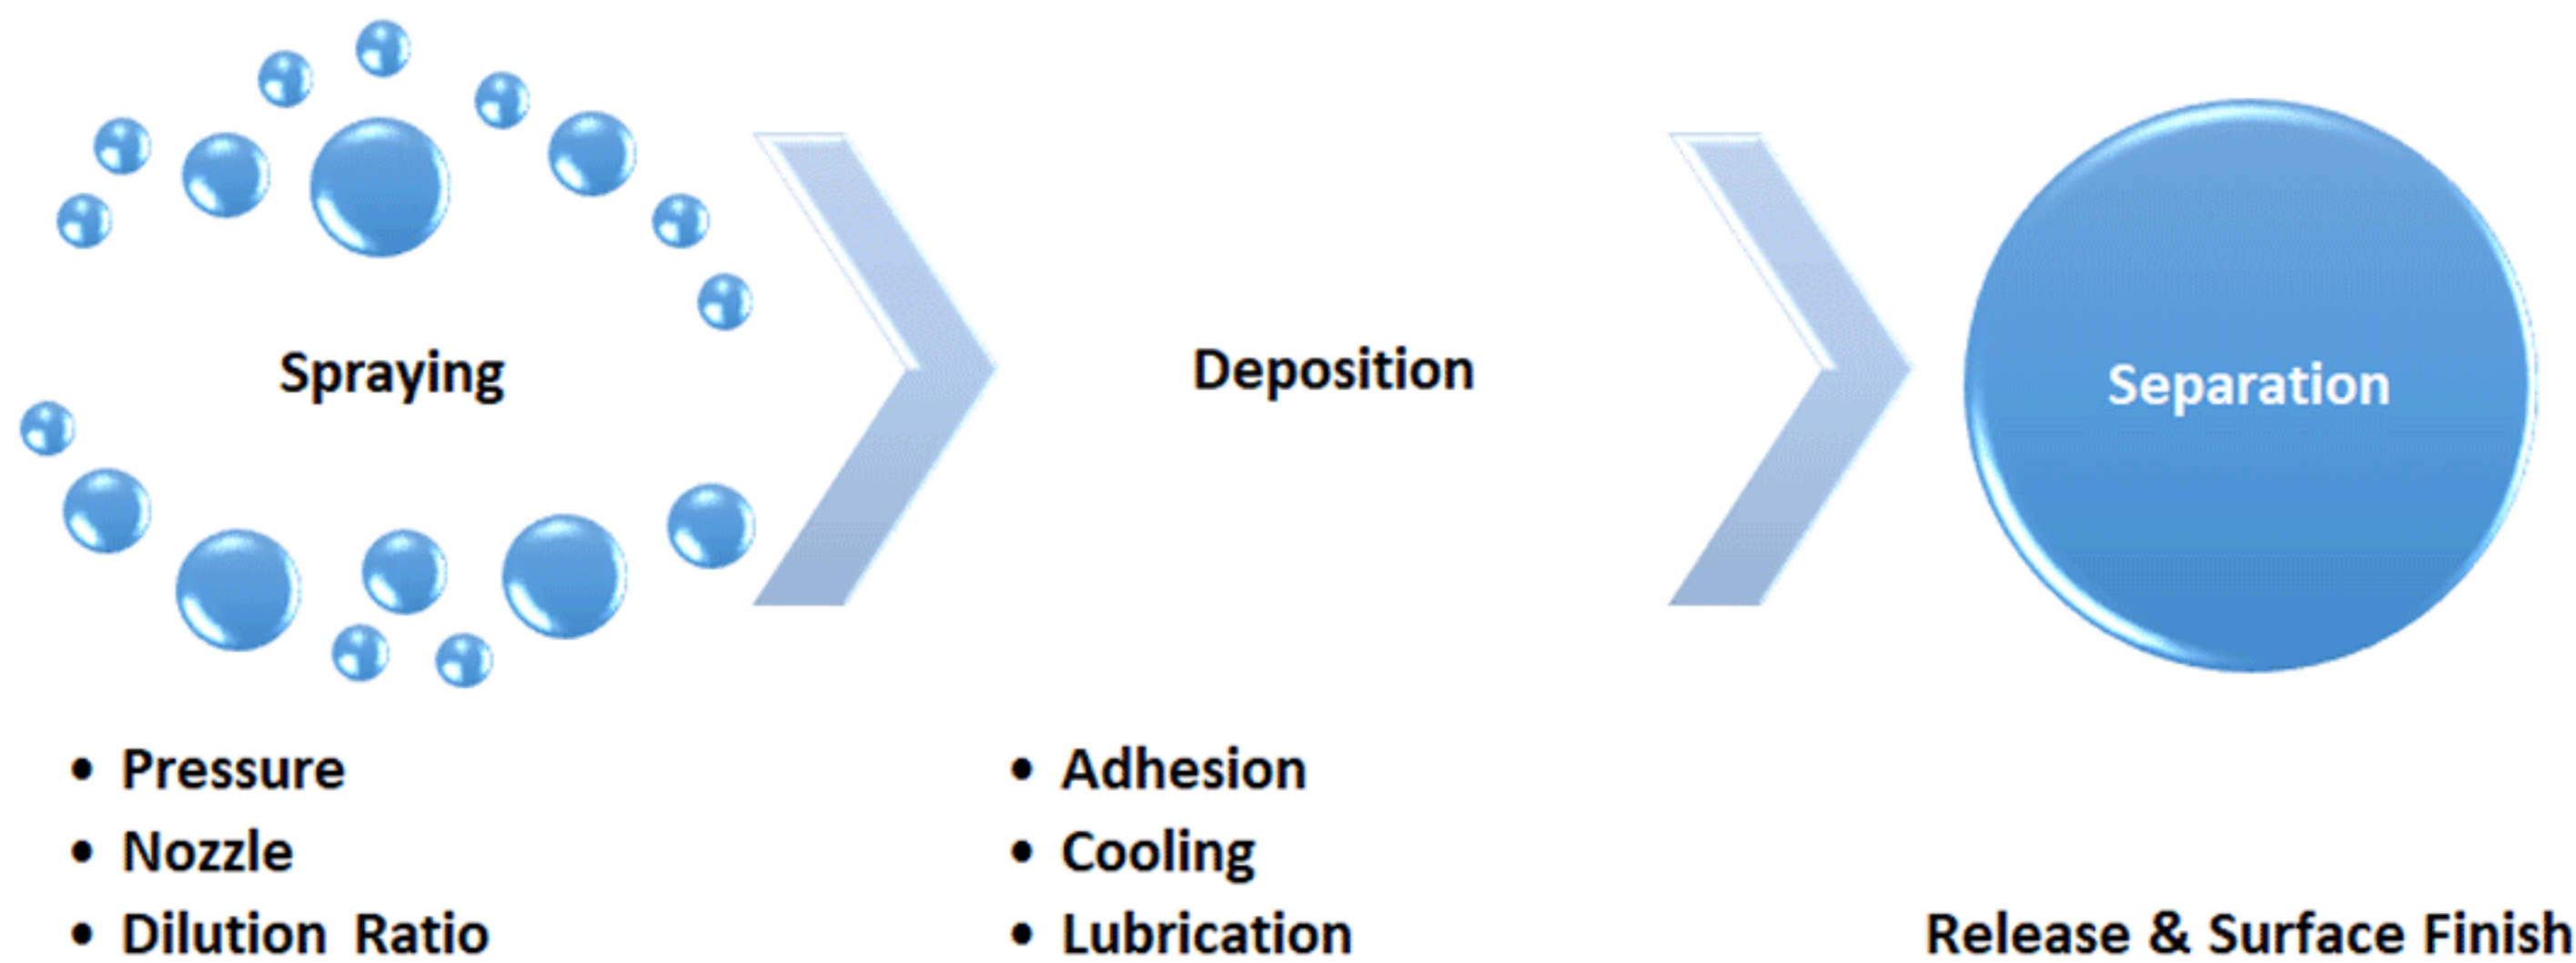 Spraying
Deposition
Separation
• Pressure
• Nozzle
• Dilution Ratio
• Adhesion
• Cooling
• Lubrication
Release & Surface Finish